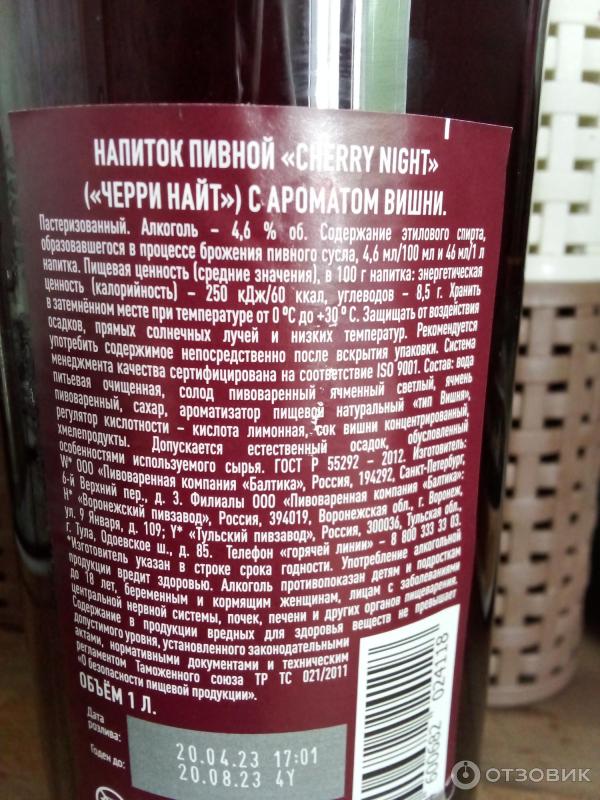 НАПИТОК ПИВНОЙ «CHERRY NIGHT»
(«ЧЕРРИ НАЙТ») С АРОМАТОМ ВИШНИ.
Пастеризованный. Алкоголь – 4,6 % об. Содержание этилового спирта,
образовавшегося в процессе брожения пивного сусла, 4,6 мл/100 мл и 46 мл/1 л
напитка. Пищевая ценность (средние значения), в 100 г напитка: энергетическая
ценность (калорийность) – 250 кДж/60 ккал, углеводов – 8,5 г. Хранить
в затемнённом месте при температуре от 0 °С до +30 °С. Защищать от воздействия
осадков, прямых солнечных лучей и низких температур. Рекомендуется
употребить содержимое непосредственно после вскрытия упаковки. Система
менеджмента качества сертифицирована на соответствие ISO 9001. Состав: вода
питьевая очищенная, солод пивоваренный ячменный светлый, ячмень
пивоваренный, сахар, ароматизатор пищевой натуральный «тип Вишня»,
регулятор кислотности – кислота лимонная, сок вишни концентрированный,
хмелепродукты. Допускается естественный осадок, обусловленный
особенностями используемого сырья. ГОСТ Р 55292 – 2012. Изготовитель:
W* ООО «Пивоваренная компания «Балтика», Россия, 194292, Санкт-Петербург,
6-й Верхний пер., д. 3. Филиалы ООО «Пивоваренная компания «Балтика»:
H* «Воронежский пивзавод», Россия, 394019, Воронежская обл., г. Воронеж,
ул. 9 Января, д. 109; Y* «Тульский пивзавод», Россия, 300036, Тульская обл.,
г. Тула, Одоевское ш., д. 85. Телефон «горячей линии» – 8 800 333 33 03.
*Изготовитель указан в строке срока годности. Употребление алкогольной
продукции вредит здоровью. Алкоголь противопоказан детям и подросткам
до 18 лет, беременным и кормящим женщинам, лицам с заболеваниями
центральной нервной системы, почек, печени и других органов пищеварения.
Содержание в продукции вредных для здоровья веществ не превышает
допустимого уровня, установленного законодательными
актами, нормативными документами и техническим
регламентом Таможенного союза ТР ТС 021/2011
«О безопасности пищевой продукции».
ОБЪЁМ 1 Л.
Дата
розлива:
20.04.23 17:01
Годен до:
20.08.23 4Y
600682 024118
ОТЗОВИК